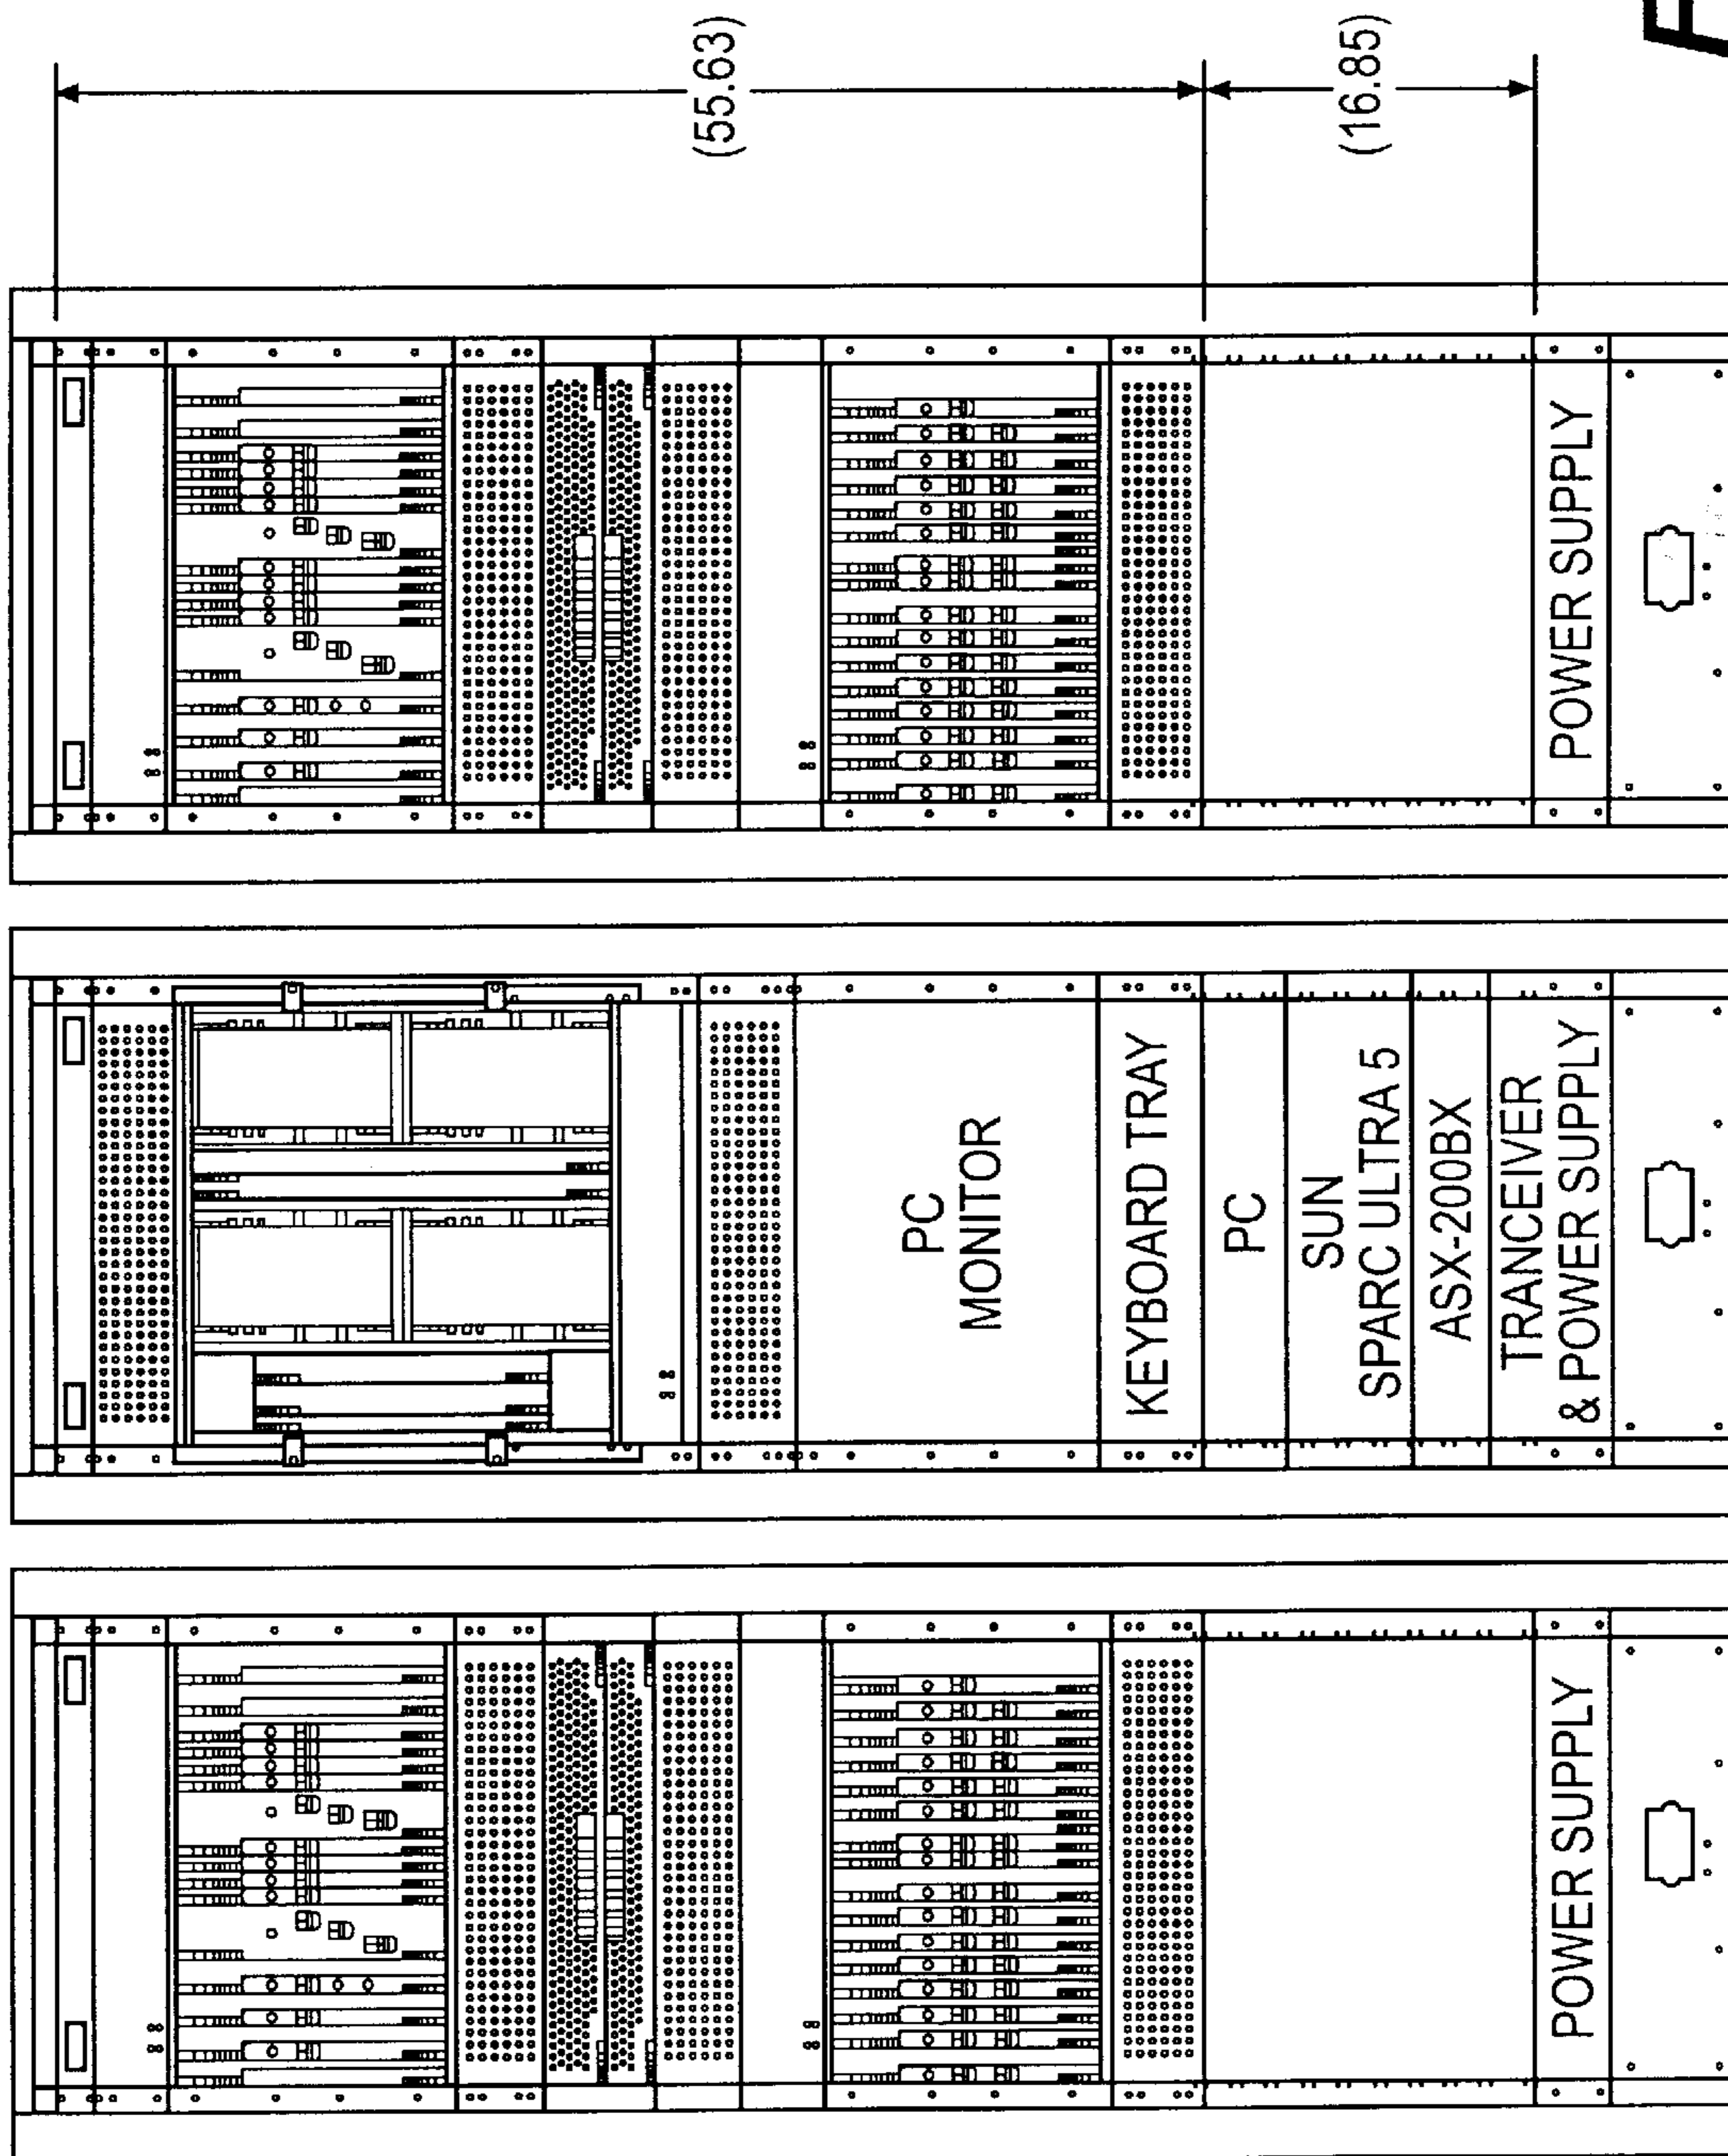 POWER SUPPLY
PC
MONITOR
KEYBOARD TRAY
PC
SUN
SPARC ULTRA 5
ASX-200BX
TRANCEIVER
& POWER SUPPLY
POWER SUPPLY
(55.63)
(16.85)